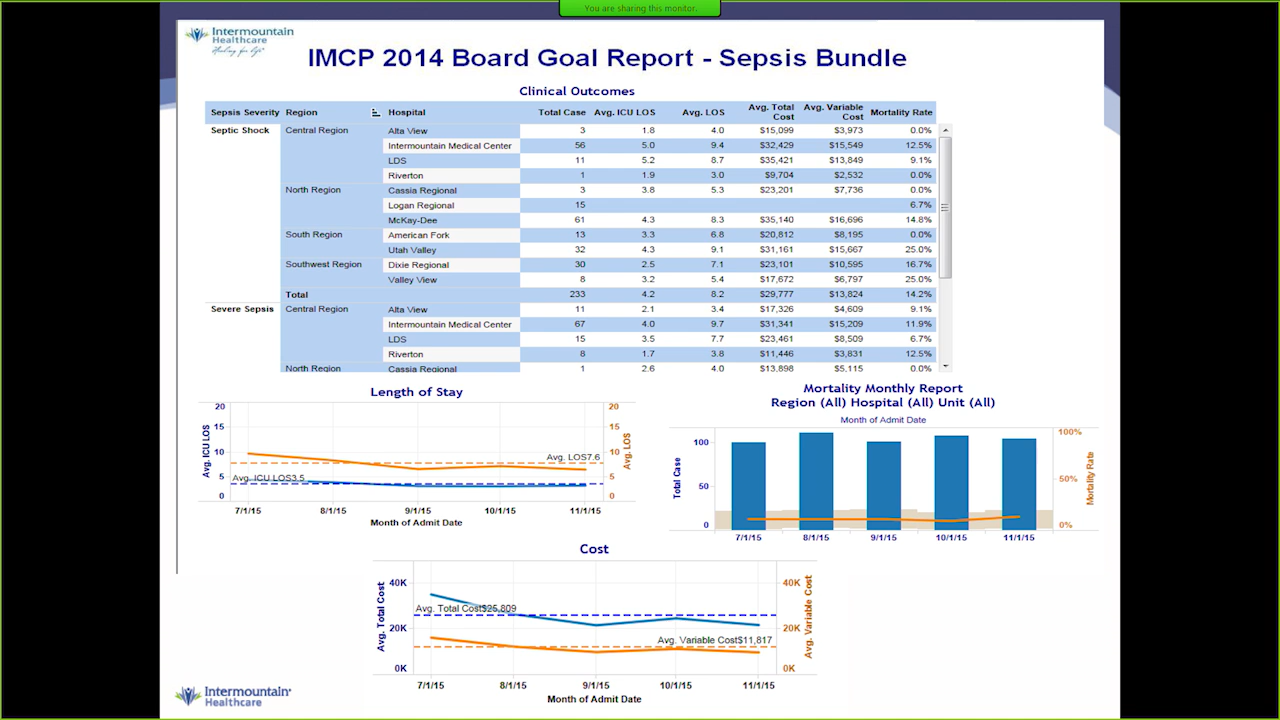 You are sharing this monitor.
Intermountain
Healthcare
Healing for life®
IMCP 2014 Board Goal Report - Sepsis Bundle
Clinical Outcomes
Sepsis Severity Region Hospital Total Case Avg. ICU LOS Avg. LOS Avg. Total Cost Avg. Variable Cost Mortality Rate
Septic Shock Central Region Alta View 3 1.8 4.0 $15,099 $3,973 0.0%
Intermountain Medical Center 56 5.0 9.4 $32,429 $15,549 12.5%
LDS 11 5.2 8.7 $35,421 $13,849 9.1%
Riverton 1 1.9 3.0 $9,704 $2,532 0.0%
North Region Cassia Regional 3 3.8 5.3 $23,201 $7,736 0.0%
Logan Regional 15 6.7%
McKay-Dee 61 4.3 8.3 $35,140 $16,696 14.8%
South Region American Fork 13 3.3 6.8 $20,812 $8,195 0.0%
Utah Valley 32 4.3 9.1 $31,161 $15,667 25.0%
Southwest Region Dixie Regional 30 2.5 7.1 $23,101 $10,595 16.7%
Valley View 8 3.2 5.4 $17,672 $6,797 25.0%
Total 233 4.2 8.2 $29,777 $13,824 14.2%
Severe Sepsis Central Region Alta View 11 2.1 3.4 $17,326 $4,609 9.1%
Intermountain Medical Center 67 4.0 9.7 $31,341 $15,209 11.9%
LDS 15 3.5 7.7 $23,461 $8,509 6.7%
Riverton 8 1.7 3.8 $11,446 $3,831 12.5%
North Region Cassia Regional 1 2.6 4.0 $13,898 $5,115 0.0%
Length of Stay
Avg. ICU LOS
20
15
10
5
0
Avg. LOS7.6
Avg. ICU LOS3.5
20
15
10
5
0
Avg. LOS
7/1/15 8/1/15 9/1/15 10/1/15 11/1/15
Month of Admit Date
Mortality Monthly Report
Region (All) Hospital (All) Unit (All)
Month of Admit Date
Total Case
100
50
0
100%
50%
0%
Mortality Rate
7/1/15 8/1/15 9/1/15 10/1/15 11/1/15
Cost
Avg. Total Cost
40K
20K
0K
Avg. Total Cost$25,809
Avg. Variable Cost$11,817
40K
20K
0K
Avg. Variable Cost
7/1/15 8/1/15 9/1/15 10/1/15 11/1/15
Month of Admit Date
Intermountain
Healthcare